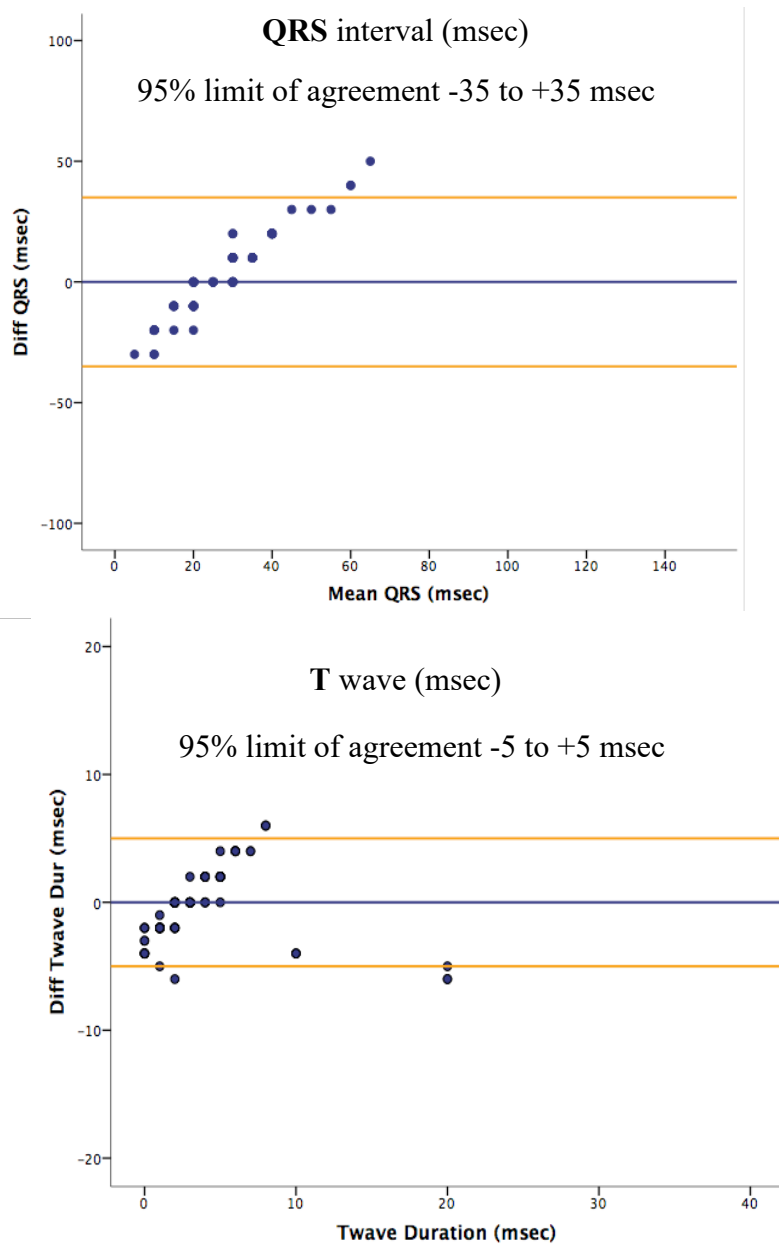 QRS interval (msec)
95% limit of agreement -35 to +35 msec
100
50
0
-50
-100
Diff QRS (msec)
0 20 40 60 80 100 120 140
Mean QRS (msec)
T wave (msec)
95% limit of agreement -5 to +5 msec
20
10
0
-10
-20
Diff Twave Dur (msec)
0 10 20 30 40
Twave Duration (msec)